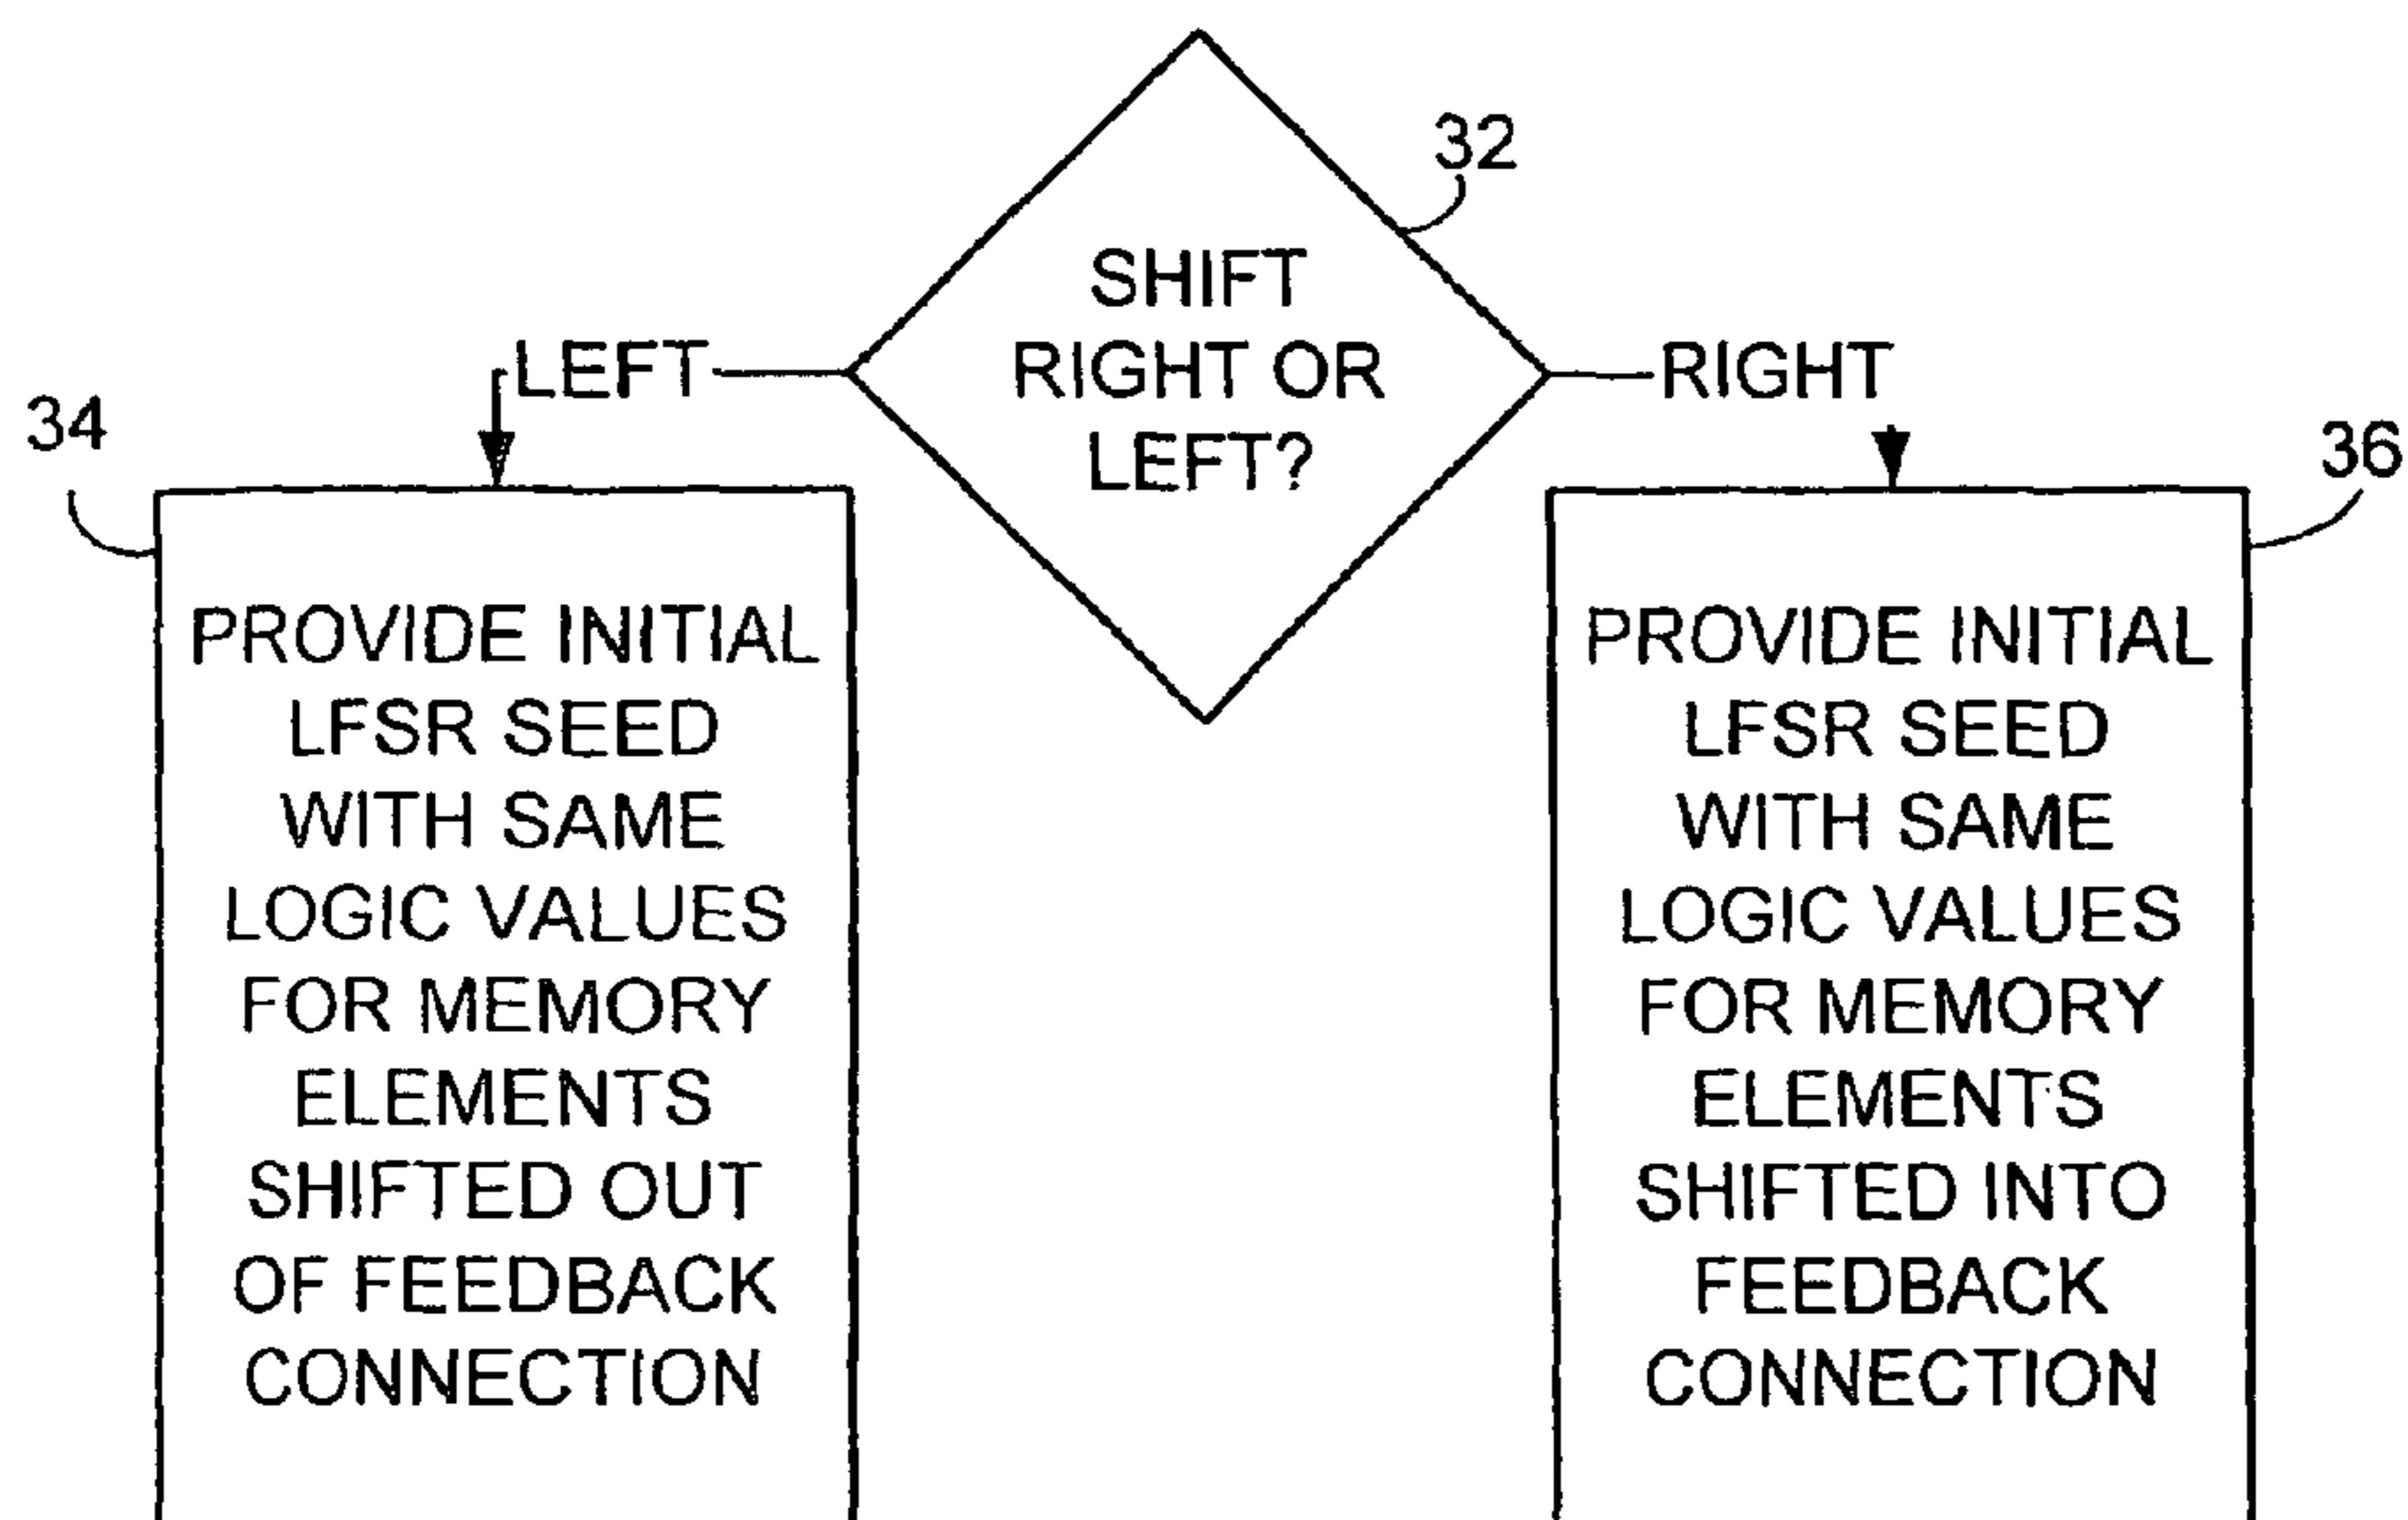 32
SHIFT
RIGHT OR
LEFT?
LEFT
RIGHT
34
PROVIDE INITIAL
LFSR SEED
WITH SAME
LOGIC VALUES
FOR MEMORY
ELEMENTS
SHIFTED OUT
OF FEEDBACK
CONNECTION
36
PROVIDE INITIAL
LFSR SEED
WITH SAME
LOGIC VALUES
FOR MEMORY
ELEMENTS
SHIFTED INTO
FEEDBACK
CONNECTION